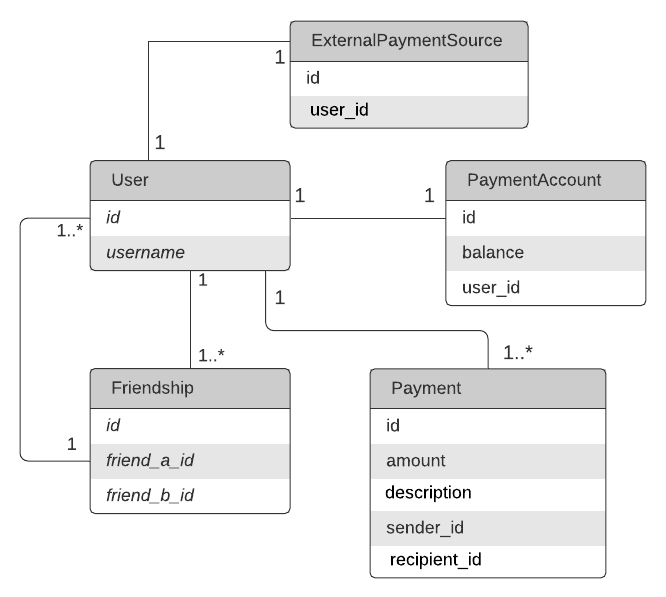 ExternalPaymentSource
1
id
user_id
1
User
1
1
PaymentAccount
id
id
1..*
username
balance
user_id
1
1
1..*
1..*
Friendship
Payment
id
id
1
friend_a_id
amount
friend_b_id
description
sender_id
recipient_id